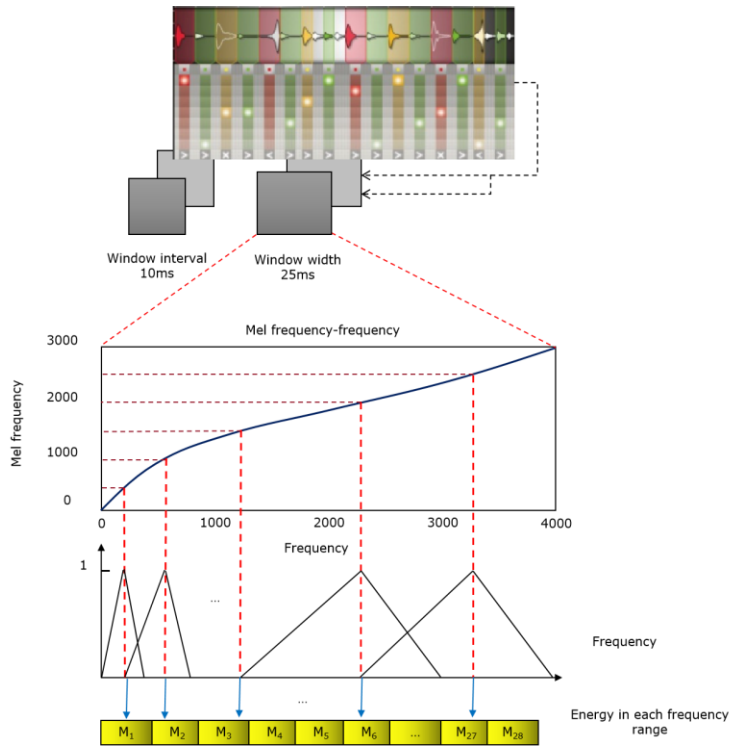 Window interval
10ms
Window width
25ms
Mel frequency-frequency
Mel frequency
3000
2000
1000
0
0
1000
2000
3000
4000
Frequency
1
...
Frequency
...
M1
M2
M3
M4
M5
M6
...
M27
M28
Energy in each frequency
range